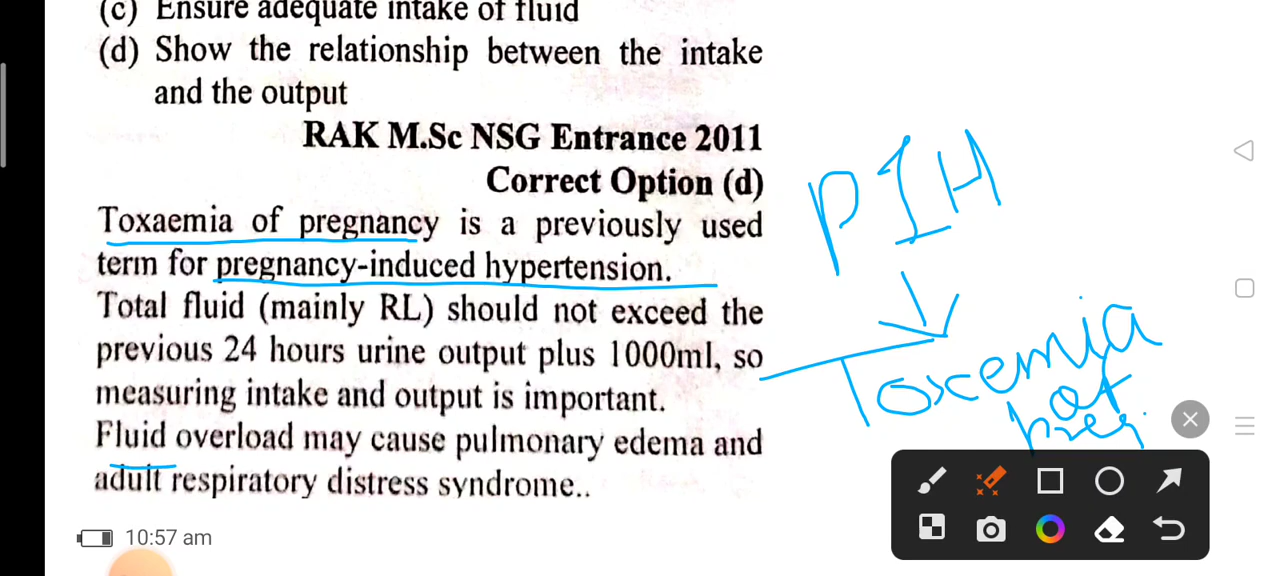 (c) Ensure adequate intake of fluid
(d) Show the relationship between the intake
and the output
RAK M.Sc NSG Entrance 2011
Correct Option (d)
Toxaemia of pregnancy is a previously used
term for pregnancy-induced hypertension.
Total fluid (mainly RL) should not exceed the
previous 24 hours urine output plus 1000ml, so
measuring intake and output is important.
Fluid overload may cause pulmonary edema and
adult respiratory distress syndrome..
PIH
Toxemia
of
10:57 am